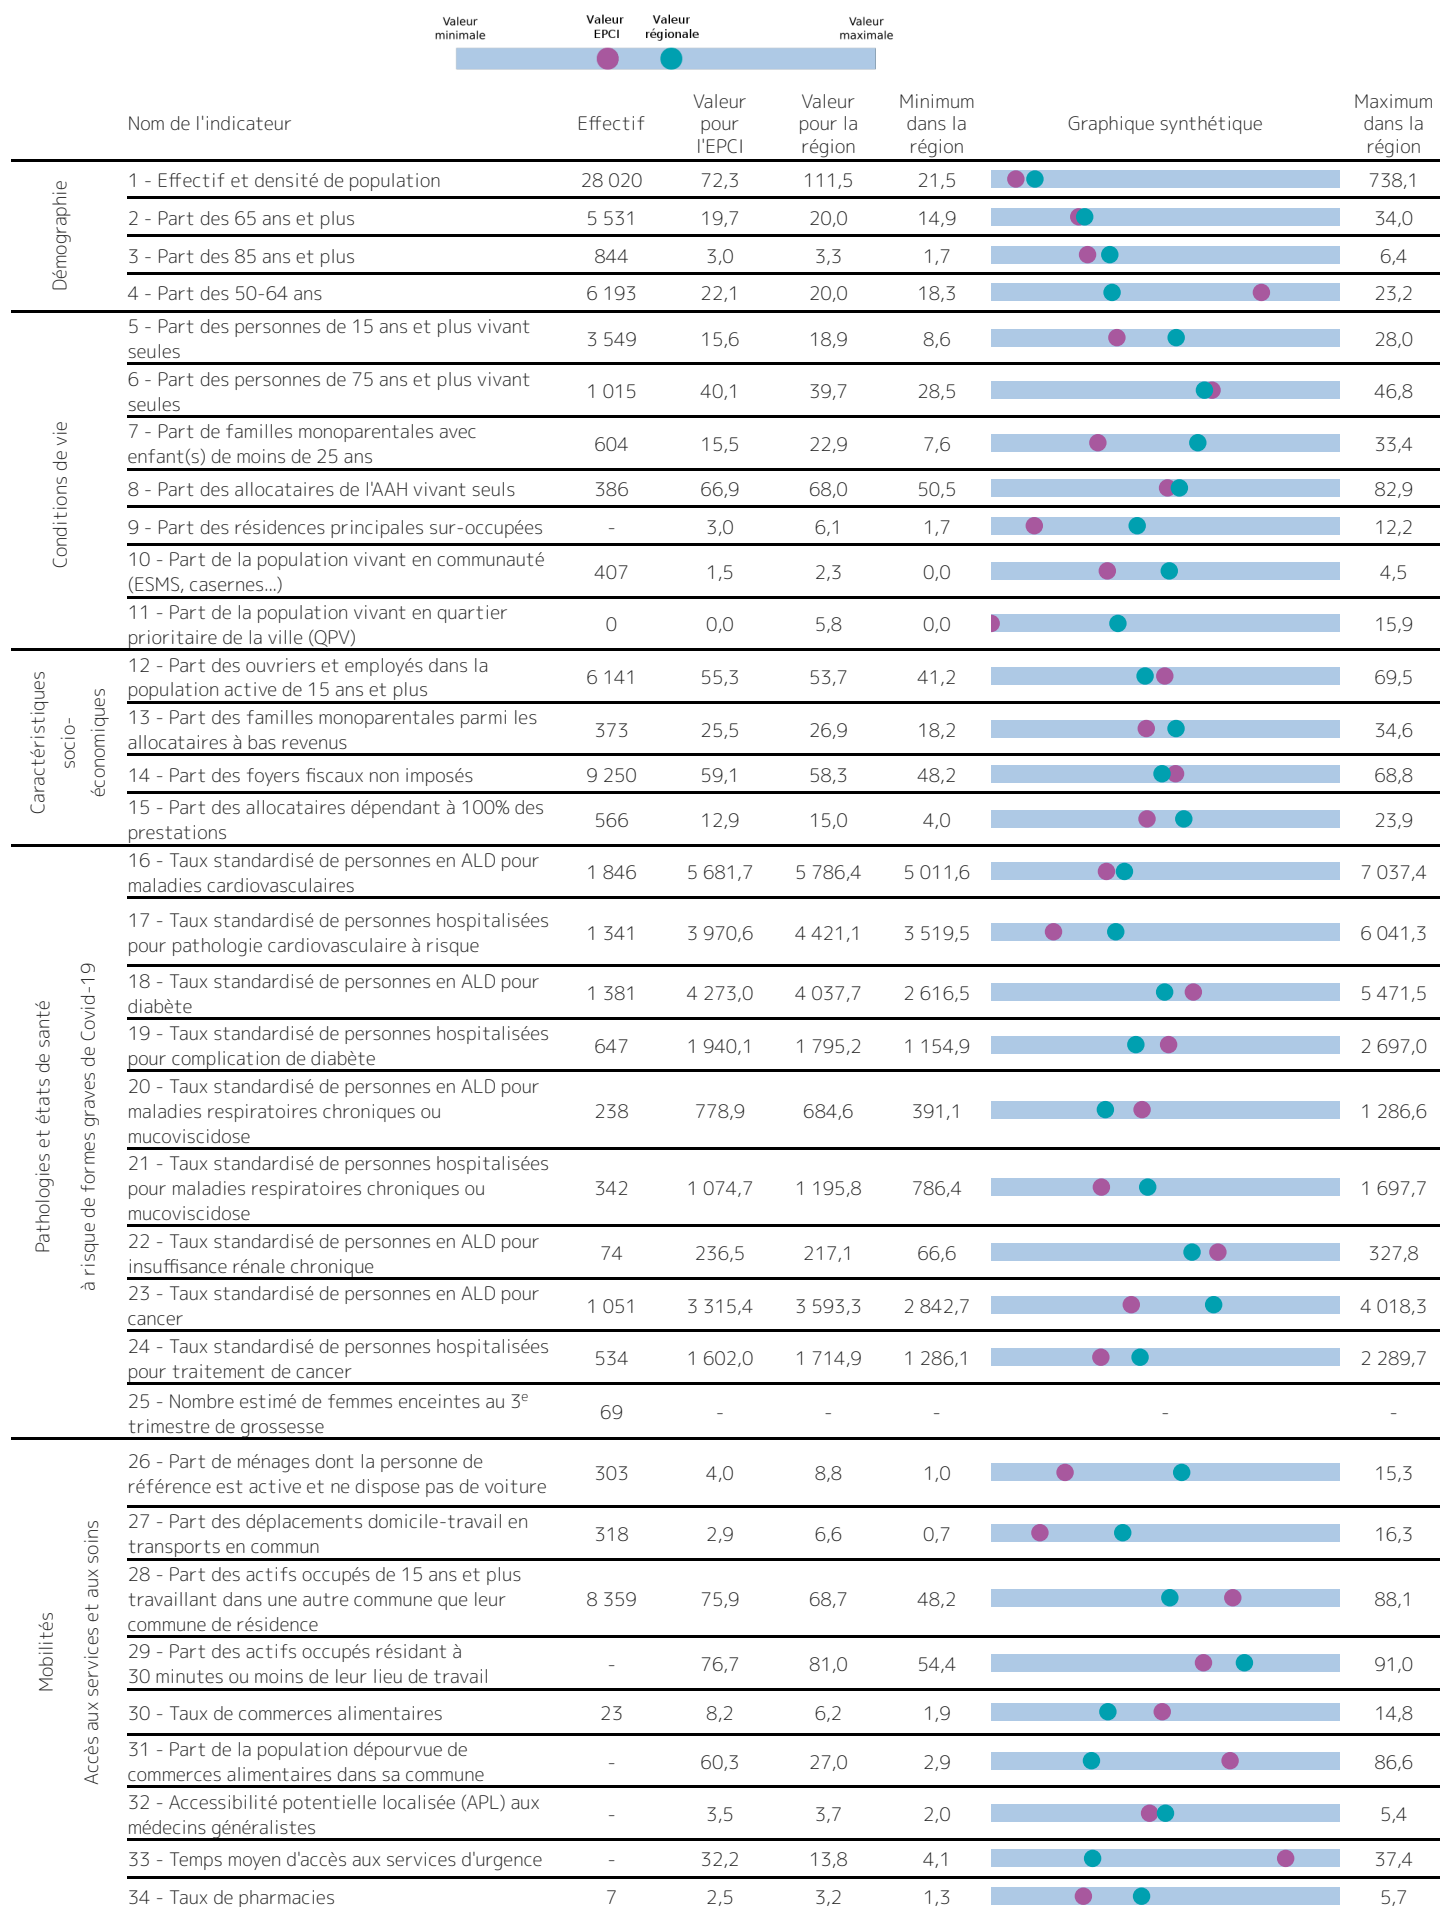 Valeur minimale
Valeur EPCI
Valeur régionale
Valeur maximale
Nom de l'indicateur
Effectif
Valeur pour l'EPCI
Valeur pour la région
Minimum dans la région
Graphique synthétique
Maximum dans la région
Démographie
1 - Effectif et densité de population 28 020 72,3 111,5 21,5 738,1
2 - Part des 65 ans et plus 5 531 19,7 20,0 14,9 34,0
3 - Part des 85 ans et plus 844 3,0 3,3 1,7 6,4
4 - Part des 50-64 ans 6 193 22,1 20,0 18,3 23,2
Conditions de vie
5 - Part des personnes de 15 ans et plus vivant
seules 3 549 15,6 18,9 8,6 28,0
6 - Part des personnes de 75 ans et plus vivant
seules 1 015 40,1 39,7 28,5 46,8
7 - Part de familles monoparentales avec
enfant(s) de moins de 25 ans 604 15,5 22,9 7,6 33,4
8 - Part des allocataires de l'AAH vivant seuls 386 66,9 68,0 50,5 82,9
9 - Part des résidences principales sur-occupées - 3,0 6,1 1,7 12,2
10 - Part de la population vivant en communauté
(ESMS, casernes...) 407 1,5 2,3 0,0 4,5
11 - Part de la population vivant en quartier
prioritaire de la ville (QPV) 0 0,0 5,8 0,0 15,9
Caractéristiques
socio-
économiques
12 - Part des ouvriers et employés dans la
population active de 15 ans et plus 6 141 55,3 53,7 41,2 69,5
13 - Part des familles monoparentales parmi les
allocataires à bas revenus 373 25,5 26,9 18,2 34,6
14 - Part des foyers fiscaux non imposés 9 250 59,1 58,3 48,2 68,8
15 - Part des allocataires dépendant à 100% des
prestations 566 12,9 15,0 4,0 23,9
Pathologies et états de santé
à risque de formes graves de Covid-19
16 - Taux standardisé de personnes en ALD pour
maladies cardiovasculaires 1 846 5 681,7 5 786,4 5 011,6 7 037,4
17 - Taux standardisé de personnes hospitalisées
pour pathologie cardiovasculaire à risque 1 341 3 970,6 4 421,1 3 519,5 6 041,3
18 - Taux standardisé de personnes en ALD pour
diabète 1 381 4 273,0 4 037,7 2 616,5 5 471,5
19 - Taux standardisé de personnes hospitalisées
pour complication de diabète 647 1 940,1 1 795,2 1 154,9 2 697,0
20 - Taux standardisé de personnes en ALD pour
maladies respiratoires chroniques ou
mucoviscidose 238 778,9 684,6 391,1 1 286,6
21 - Taux standardisé de personnes hospitalisées
pour maladies respiratoires chroniques ou
mucoviscidose 342 1 074,7 1 195,8 786,4 1 697,7
22 - Taux standardisé de personnes en ALD pour
insuffisance rénale chronique 74 236,5 217,1 66,6 327,8
23 - Taux standardisé de personnes en ALD pour
cancer 1 051 3 315,4 3 593,3 2 842,7 4 018,3
24 - Taux standardisé de personnes hospitalisées
pour traitement de cancer 534 1 602,0 1 714,9 1 286,1 2 289,7
25 - Nombre estimé de femmes enceintes au 3e
trimestre de grossesse 69 - - - - -
Mobilités
Accès aux services et aux soins
26 - Part de ménages dont la personne de
référence est active et ne dispose pas de voiture 303 4,0 8,8 1,0 15,3
27 - Part des déplacements domicile-travail en
transports en commun 318 2,9 6,6 0,7 16,3
28 - Part des actifs occupés de 15 ans et plus
travaillant dans une autre commune que leur
commune de résidence 8 359 75,9 68,7 48,2 88,1
29 - Part des actifs occupés résidant à
30 minutes ou moins de leur lieu de travail - 76,7 81,0 54,4 91,0
30 - Taux de commerces alimentaires 23 8,2 6,2 1,9 14,8
31 - Part de la population dépourvue de
commerces alimentaires dans sa commune - 60,3 27,0 2,9 86,6
32 - Accessibilité potentielle localisée (APL) aux
médecins généralistes - 3,5 3,7 2,0 5,4
33 - Temps moyen d'accès aux services d'urgence - 32,2 13,8 4,1 37,4
34 - Taux de pharmacies 7 2,5 3,2 1,3 5,7